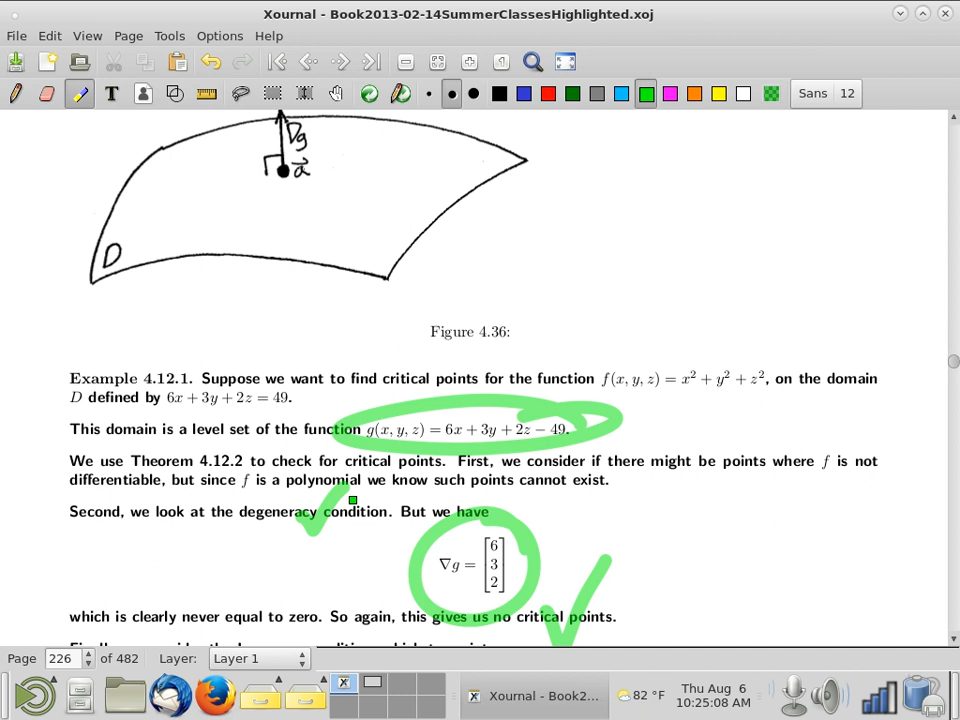 Xournal - Book2013-02-14SummerClassesHighlighted.xoj
File Edit View Page Tools Options Help
Sans 12
∇g
a⃗
D
Figure 4.36:
Example 4.12.1. Suppose we want to find critical points for the function f(x, y, z) = x² + y² + z², on the domain
D defined by 6x + 3y + 2z = 49.
This domain is a level set of the function g(x, y, z) = 6x + 3y + 2z − 49.
We use Theorem 4.12.2 to check for critical points. First, we consider if there might be points where f is not
differentiable, but since f is a polynomial we know such points cannot exist.
Second, we look at the degeneracy condition. But we have
∇g = [6
3
2]
which is clearly never equal to zero. So again, this gives us no critical points.
Page 226 of 482 Layer: Layer 1
Xournal - Book2... 82 °F Thu Aug 6
10:25:08 AM